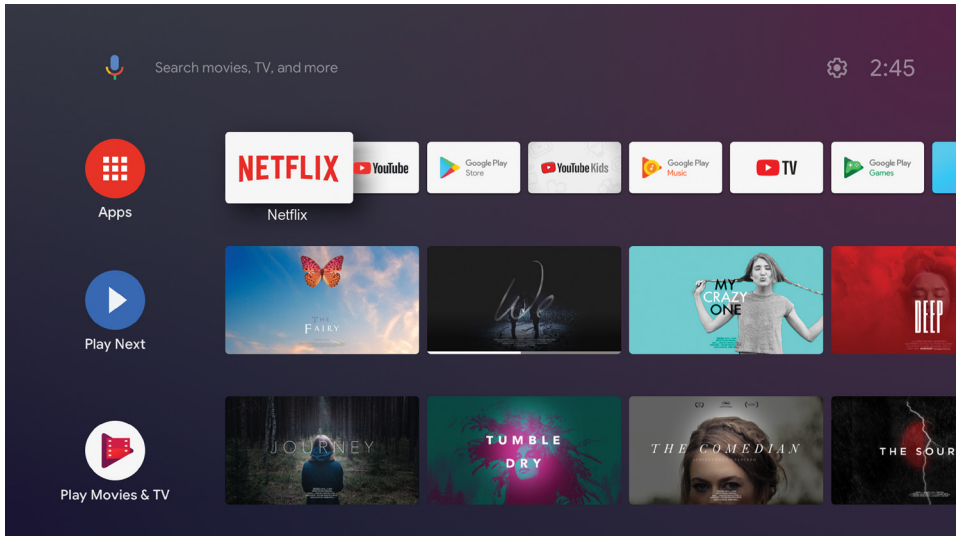 Search movies, TV, and more
2:45
NETFLIX
YouTube
Google Play
Store
YouTube Kids
Google Play
Music
TV
Google Play
Games
Apps
Netflix
THE
FAIRY
MY
CRAZY
ONE
DEEP
Play Next
JOURNEY
TUMBLE
DRY
THE COMEDIAN
THE SOUR
Play Movies & TV